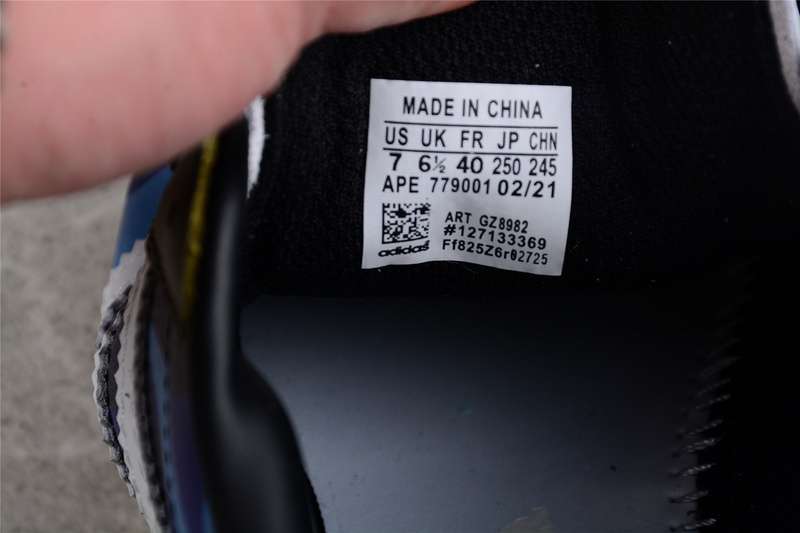 MADE IN CHINA
US UK FR JP CHN
7 6½ 40 250 245
APE 779001 02/21
ART GZ8982
#127133369
Ff825Z6r02725
adidas